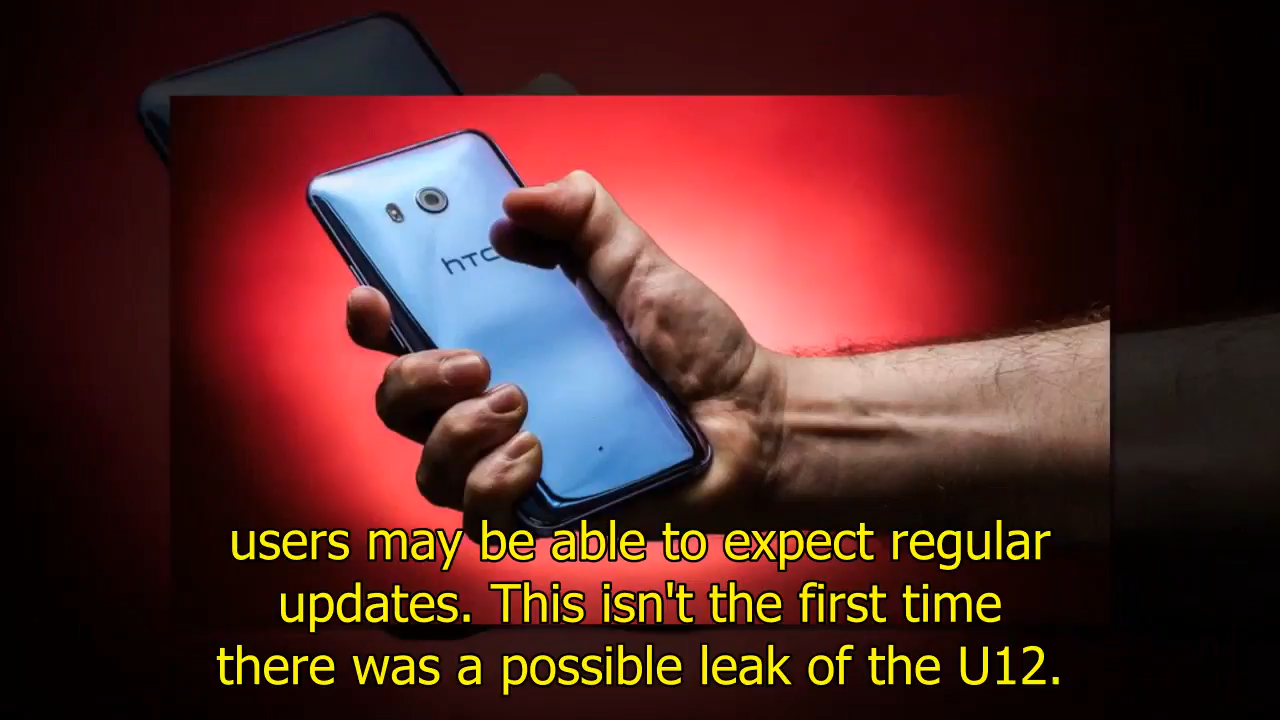 hTC
users may be able to expect regular
updates. This isn't the first time
there was a possible leak of the U12.